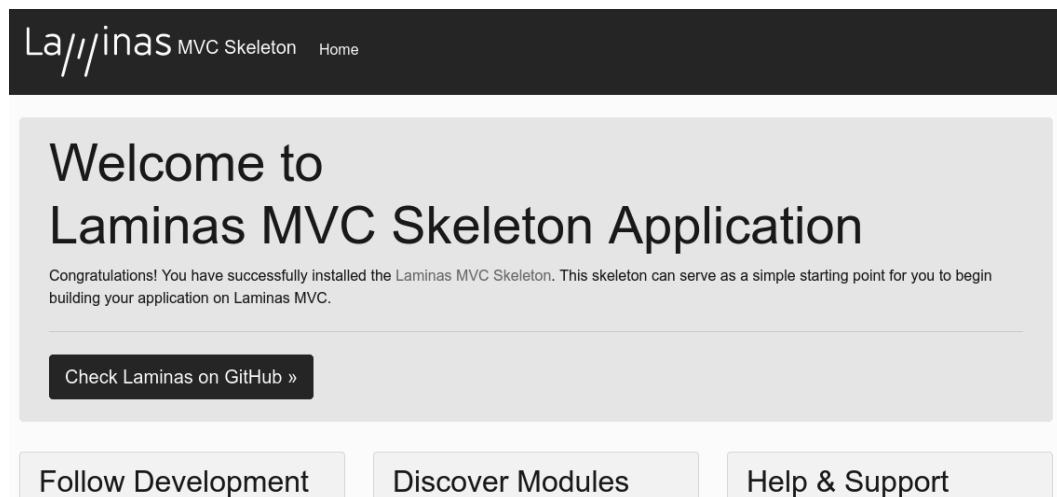 Laminas MVC Skeleton Home
Welcome to
Laminas MVC Skeleton Application
Congratulations! You have successfully installed the Laminas MVC Skeleton. This skeleton can serve as a simple starting point for you to begin
building your application on Laminas MVC.
Check Laminas on GitHub »
Follow Development Discover Modules Help & Support